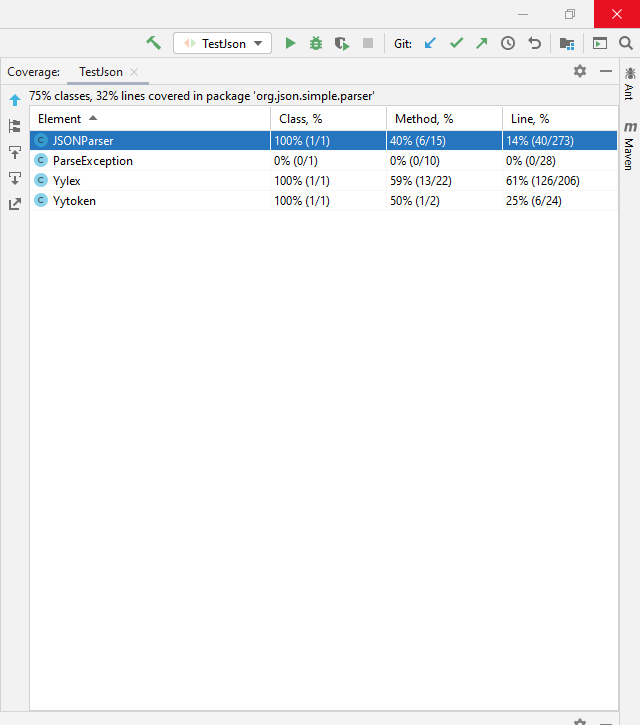 TestJson
Git:
Coverage: TestJson
75% classes, 32% lines covered in package 'org.json.simple.parser'
Element Class, % Method, % Line, %
C JSONParser 100% (1/1) 40% (6/15) 14% (40/273)
C ParseException 0% (0/1) 0% (0/10) 0% (0/28)
C Yylex 100% (1/1) 59% (13/22) 61% (126/206)
C Yytoken 100% (1/1) 50% (1/2) 25% (6/24)
Ant
m Maven